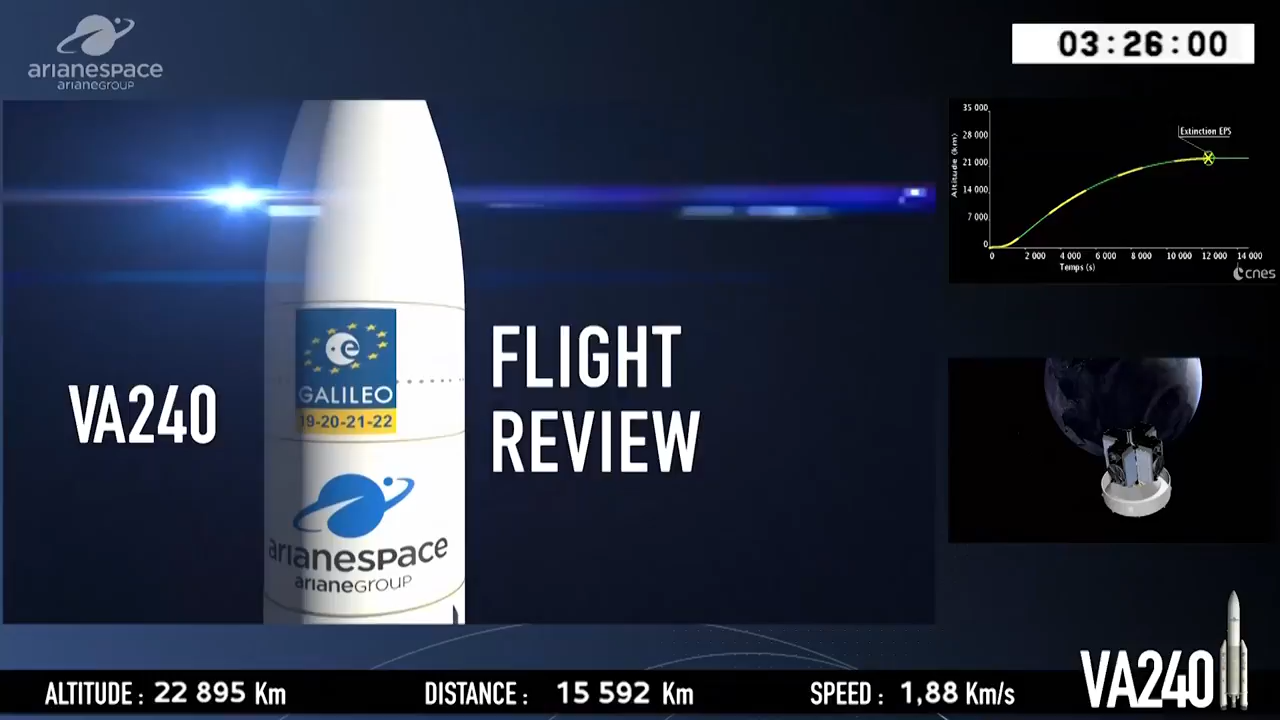 arianespace
arianeGROUP
03:26:00
35 000
28 000
21 000
14 000
7 000
0
Altitude (km)
Extinction EPS
0 2 000 4 000 6 000 8 000 10 000 12 000 14 000
Temps (s)
cnes
VA240
GALILEO
19-20-21-22
arianespace
arianeGROUP
FLIGHT
REVIEW
ALTITUDE : 22 895 Km
DISTANCE : 15 592 Km
SPEED : 1,88 Km/s
VA240